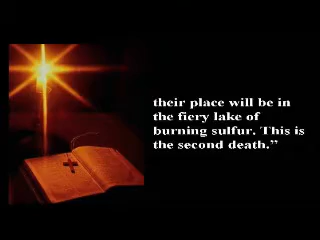 their place will be in
the fiery lake of
burning sulfur. This is
the second death.”